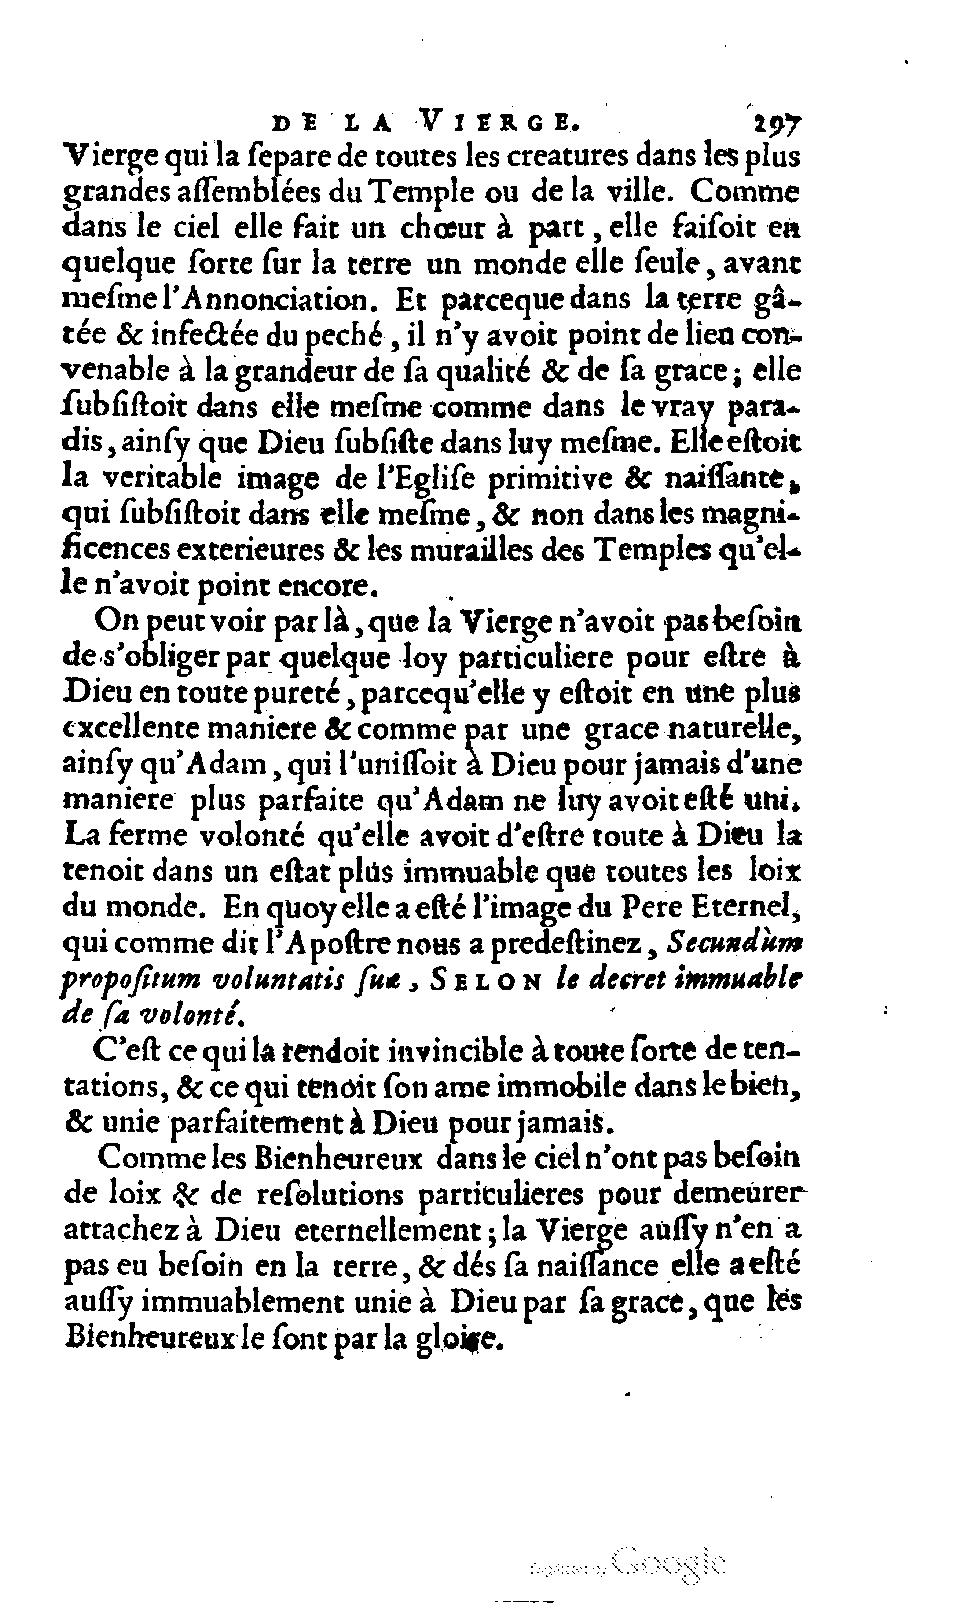 DE LA VIERGE. 297
Vierge qui la ſepare de toutes les creatures dans les plus
grandes aſſemblées du Temple ou de la ville. Comme
dans le ciel elle fait un chœur à part, elle faiſoit en
quelque ſorte ſur la terre un monde elle ſeule, avant
meſme l'Annonciation. Et parceque dans la terre gâ-
tée & infectée du peché, il n'y avoit point de lieu con-
venable à la grandeur de ſa qualité & de ſa grace; elle
ſubſiſtoit dans elle meſme comme dans le vray para-
dis, ainſy que Dieu ſubſiſte dans luy meſme. Elle eſtoit
la veritable image de l'Egliſe primitive & naiſſante,
qui ſubſiſtoit dans elle meſme, & non dans les magni-
ficences exterieures & les murailles des Temples qu'el-
le n'avoit point encore.
On peut voir par là, que la Vierge n'avoit pas beſoin
de s'obliger par quelque loy particuliere pour eſtre à
Dieu en toute pureté, parcequ'elle y eſtoit en une plus
excellente maniere & comme par une grace naturelle,
ainſy qu'Adam, qui l'uniſſoit à Dieu pour jamais d'une
maniere plus parfaite qu'Adam ne luy avoit eſté uni.
La ferme volonté qu'elle avoit d'eſtre toute à Dieu la
tenoit dans un eſtat plus immuable que toutes les loix
du monde. En quoy elle a eſté l'image du Pere Eternel,
qui comme dit l'Apoſtre nous a predeſtinez, Secundùm
propoſitum voluntatis ſuæ, SELON le decret immuable
de ſa volonté.
C'eſt ce qui la rendoit invincible à toute ſorte de ten-
tations, & ce qui tenoit ſon ame immobile dans le bien,
& unie parfaitement à Dieu pour jamais.
Comme les Bienheureux dans le ciel n'ont pas beſoin
de loix & de reſolutions particulieres pour demeurer
attachez à Dieu eternellement; la Vierge auſſy n'en a
pas eu beſoin en la terre, & dés ſa naiſſance elle a eſté
auſſy immuablement unie à Dieu par ſa grace, que les
Bienheureux le ſont par la gloire.
Digitized by Google